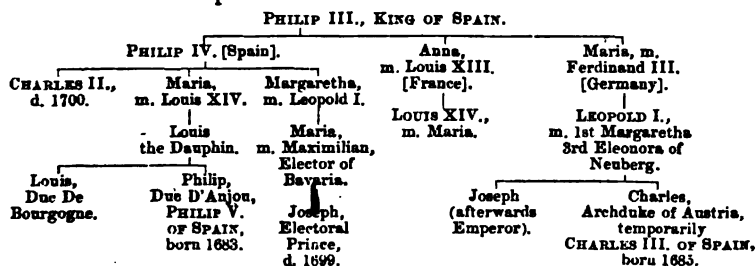 PHILIP III., KING OF SPAIN.
PHILIP IV. [Spain].
Anna,
m. Louis XIII.
[France].
Maria, m.
Ferdinand III.
[Germany].
CHARLES II.,
d. 1700.
Maria,
m. Louis XIV.
Margaretha,
m. Leopold I.
LOUIS XIV.,
m. Maria.
LEOPOLD I.,
m. 1st Margaretha
3rd Eleonora of
Neuberg.
Louis
the Dauphin.
Maria,
m. Maximilian,
Elector of
Bavaria.
Louis,
Duc De
Bourgogne.
Philip,
Duc D'Anjou,
PHILIP V.
OF SPAIN,
born 1683.
Joseph,
Electoral
Prince,
d. 1699.
Joseph
(afterwards
Emperor).
Charles,
Archduke of Austria,
temporarily
CHARLES III. OF SPAIN,
born 1685.